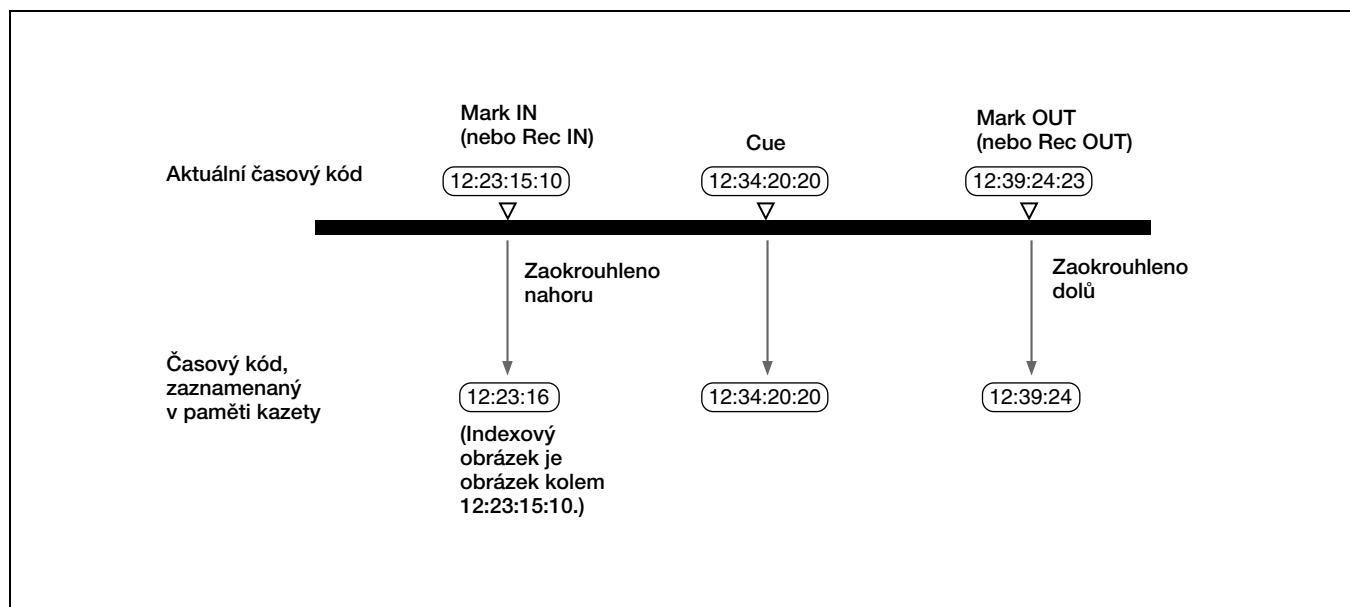 Mark IN
(nebo Rec IN)
Cue
Mark OUT
(nebo Rec OUT)
Aktuální časový kód
12:23:15:10
12:34:20:20
12:39:24:23
Zaokrouhleno
nahoru
Zaokrouhleno
dolů
Časový kód,
zaznamenaný
v paměti kazety
12:23:16
12:34:20:20
12:39:24
(Indexový
obrázek je
obrázek kolem
12:23:15:10.)